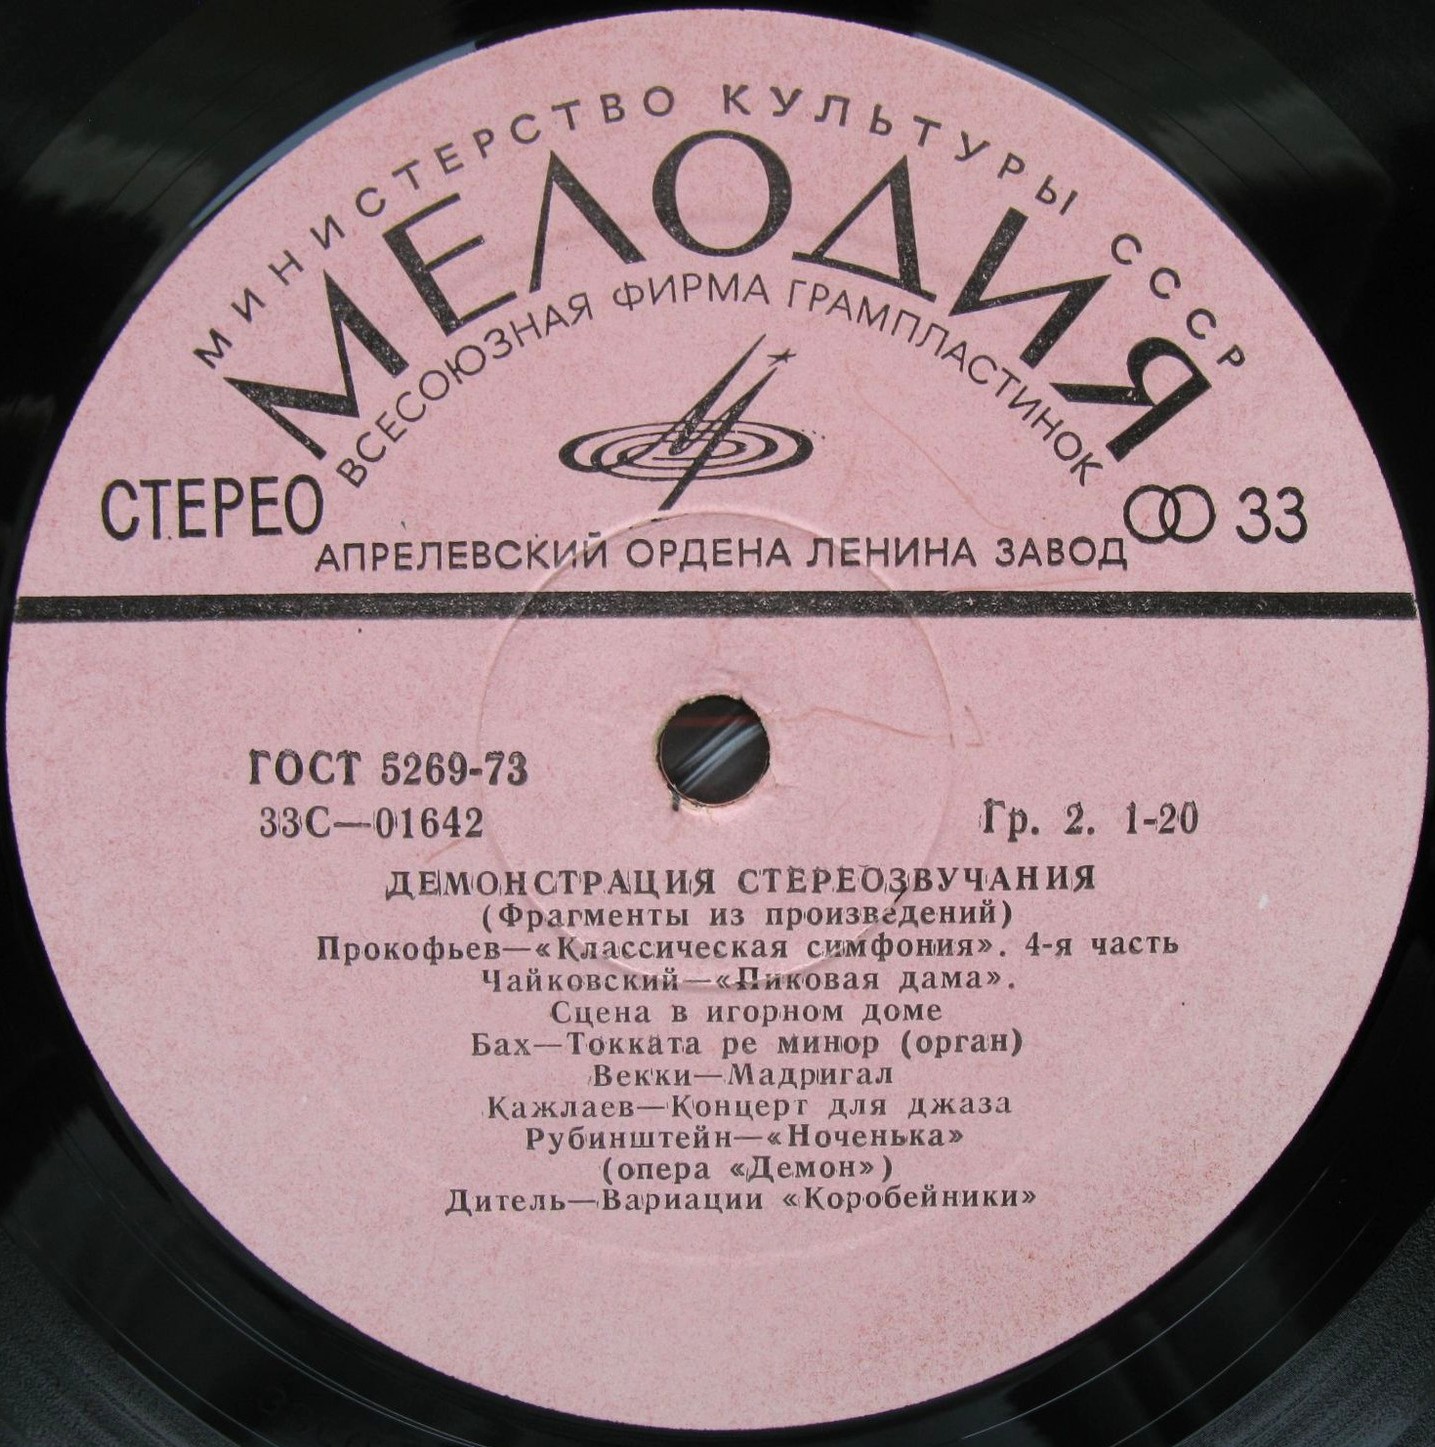 МИНИСТЕРСТВО КУЛЬТУРЫ СССР
МЕЛОДИЯ
ВСЕСОЮЗНАЯ ФИРМА ГРАМПЛАСТИНОК
СТЕРЕО
33
АПРЕЛЕВСКИЙ ОРДЕНА ЛЕНИНА ЗАВОД
ГОСТ 5269-73
33С—01642
Гр. 2. 1-20
ДЕМОНСТРАЦИЯ СТЕРЕОЗВУЧАНИЯ
(Фрагменты из произведений)
Прокофьев—«Классическая симфония». 4-я часть
Чайковский—«Пиковая дама».
Сцена в игорном доме
Бах—Токката ре минор (орган)
Векки—Мадригал
Кажлаев—Концерт для джаза
Рубинштейн—«Ноченька»
(опера «Демон»)
Дитель—Вариации «Коробейники»